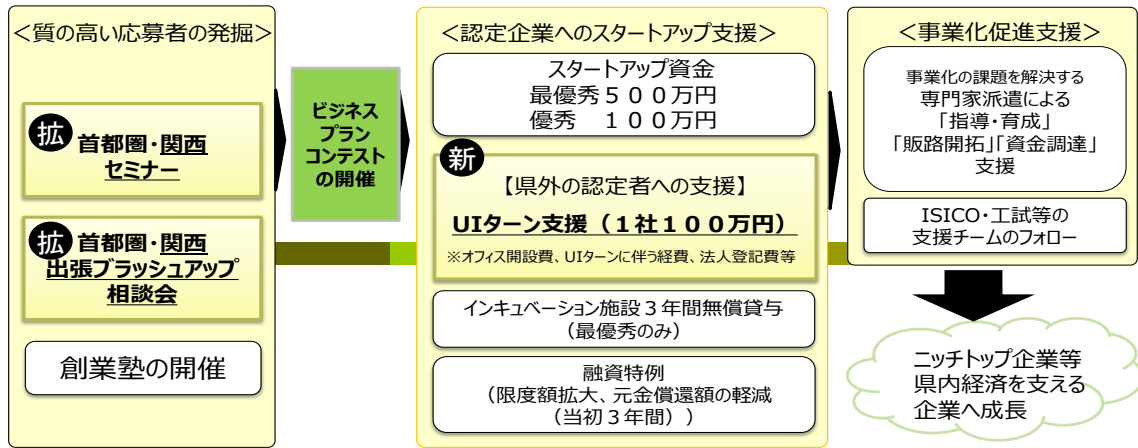 ＜質の高い応募者の発掘＞
拡
首都圏・関西
セミナー
拡
首都圏・関西
出張ブラッシュアップ
相談会
創業塾の開催
ビジネス
プラン
コンテスト
の開催
＜認定企業へのスタートアップ支援＞
スタートアップ資金
最優秀５００万円
優秀　１００万円
新
【県外の認定者への支援】
UIターン支援（１社１００万円）
※オフィス開設費、UIターンに伴う経費、法人登記費等
インキュベーション施設３年間無償貸与
（最優秀のみ）
融資特例
（限度額拡大、元金償還額の軽減
（当初３年間））
＜事業化促進支援＞
事業化の課題を解決する
専門家派遣による
「指導・育成」
「販路開拓」「資金調達」
支援
ISICO・工試等の
支援チームのフォロー
ニッチトップ企業等
県内経済を支える
企業へ成長